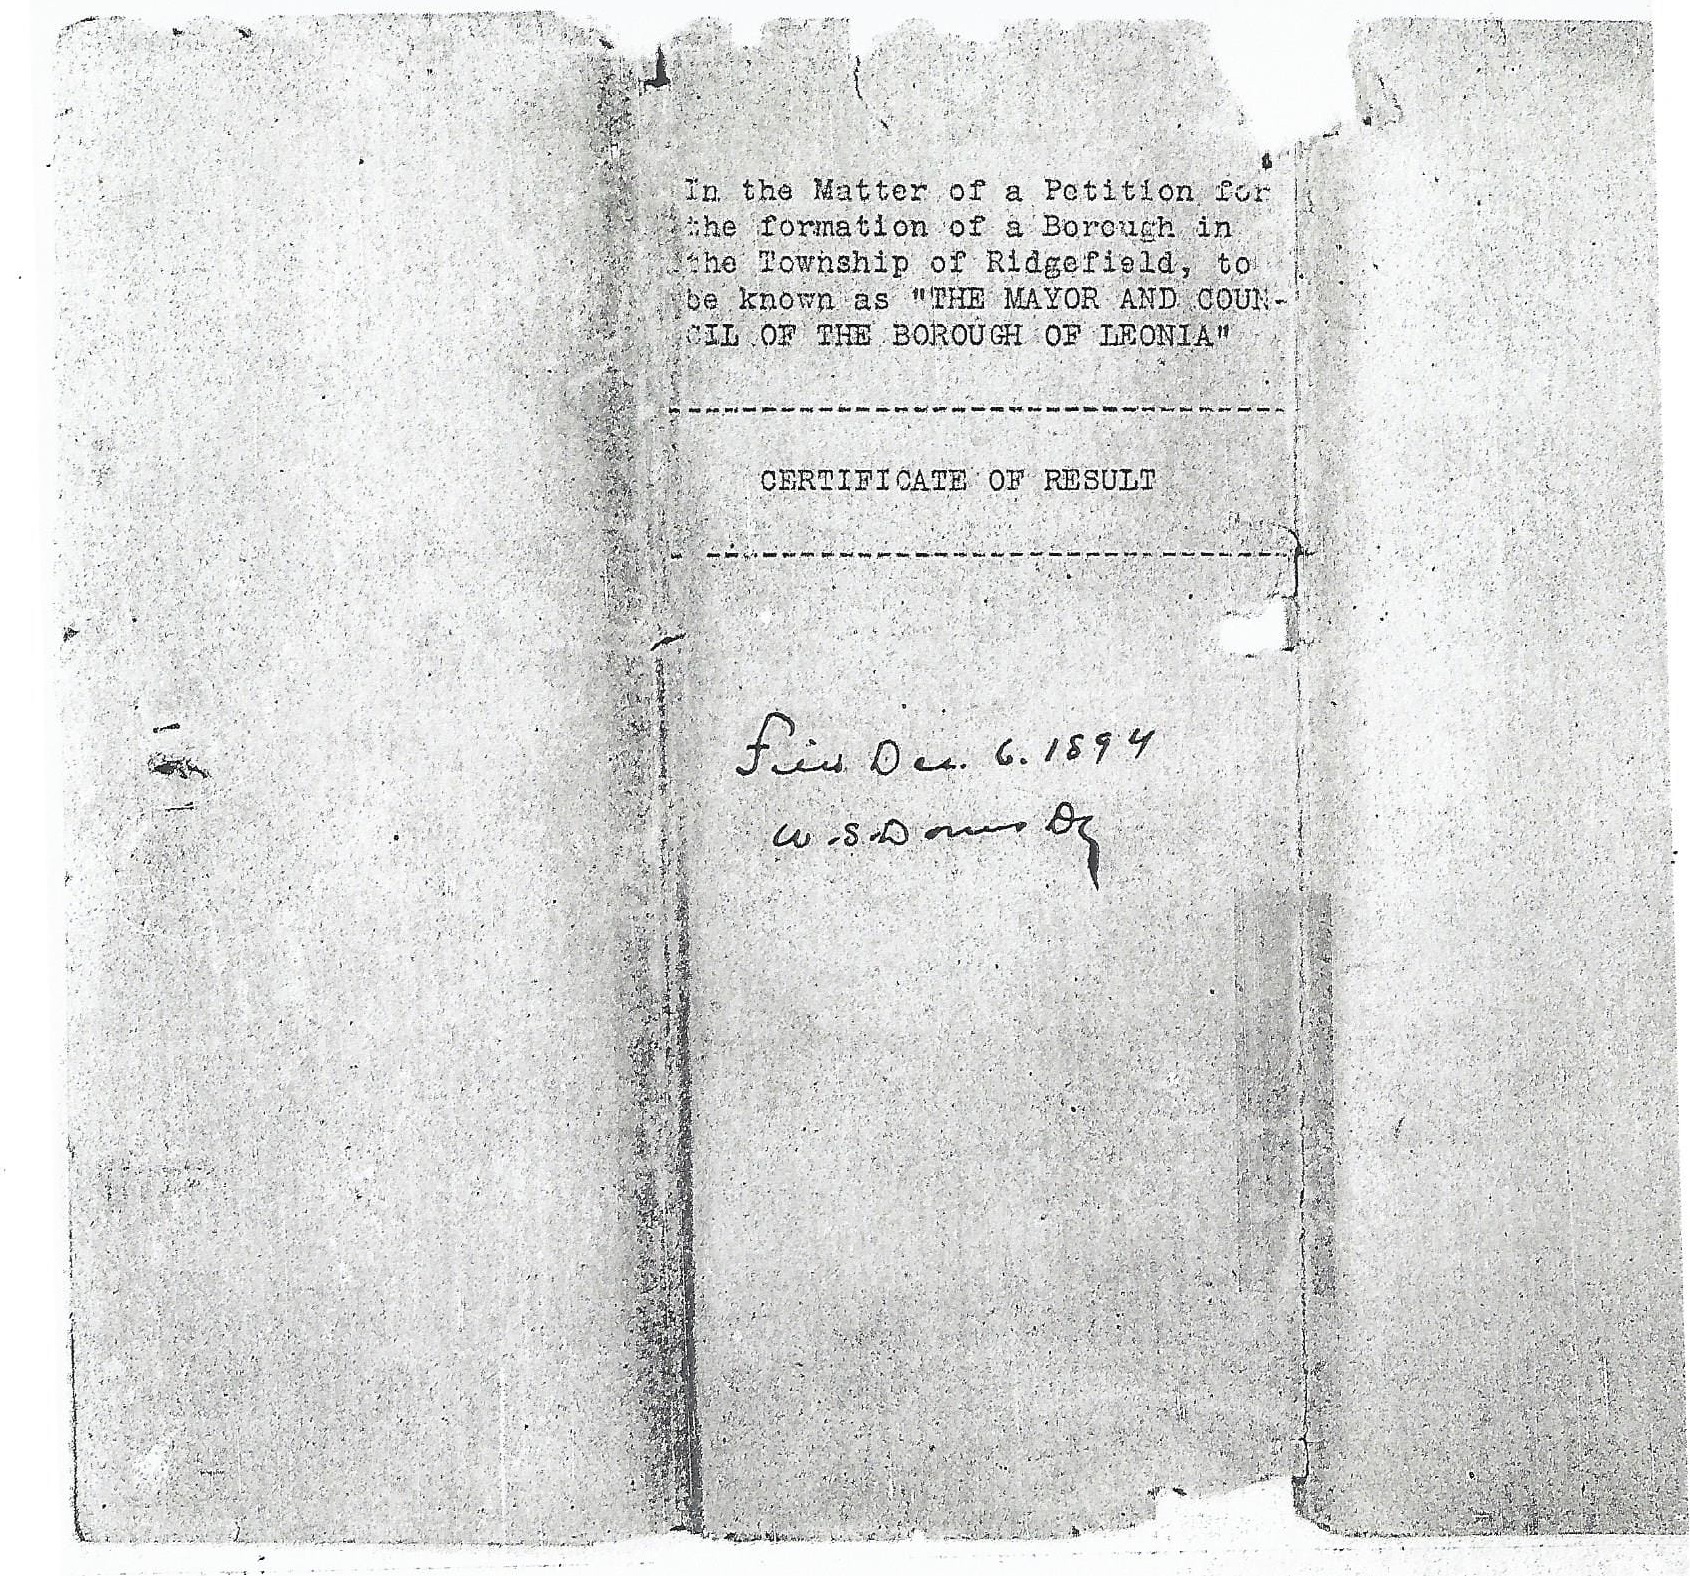 In the Matter of a Petition for
the formation of a Borough in
the Township of Ridgefield, to
be known as "THE MAYOR AND COUN-
CIL OF THE BOROUGH OF LEONIA"
CERTIFICATE OF RESULT
Dec. 6. 1894
W. S.